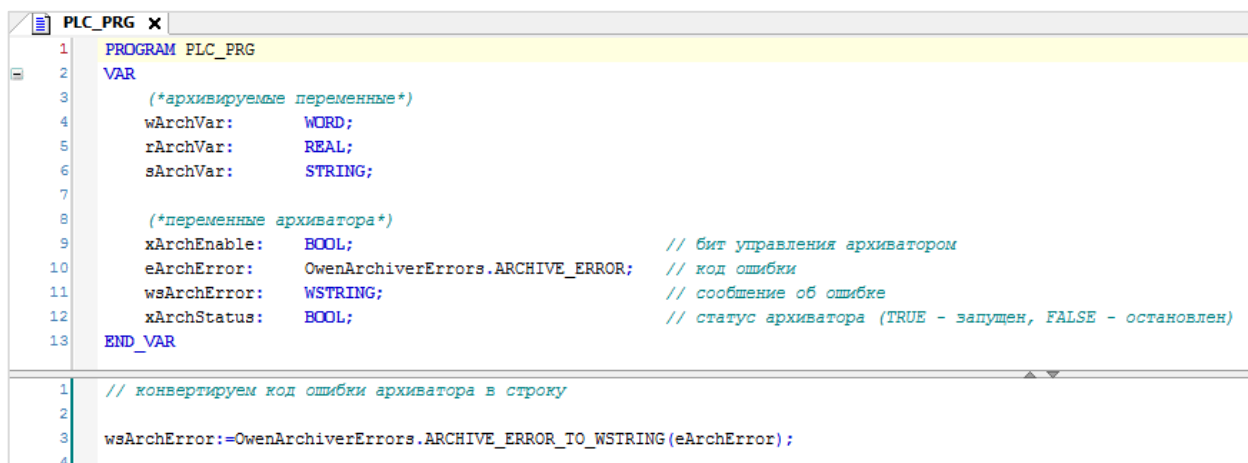 PLC_PRG X
1 PROGRAM PLC_PRG
2 VAR
3 (*архивируемые переменные*)
4 wArchVar: WORD;
5 rArchVar: REAL;
6 sArchVar: STRING;
7
8 (*переменные архиватора*)
9 xArchEnable: BOOL; // бит управления архиватором
10 eArchError: OwenArchiverErrors.ARCHIVE_ERROR; // код ошибки
11 wsArchError: WSTRING; // сообщение об ошибке
12 xArchStatus: BOOL; // статус архиватора (TRUE - запущен, FALSE - остановлен)
13 END_VAR
1 // конвертируем код ошибки архиватора в строку
2
3 wsArchError:=OwenArchiverErrors.ARCHIVE_ERROR_TO_WSTRING(eArchError);
4